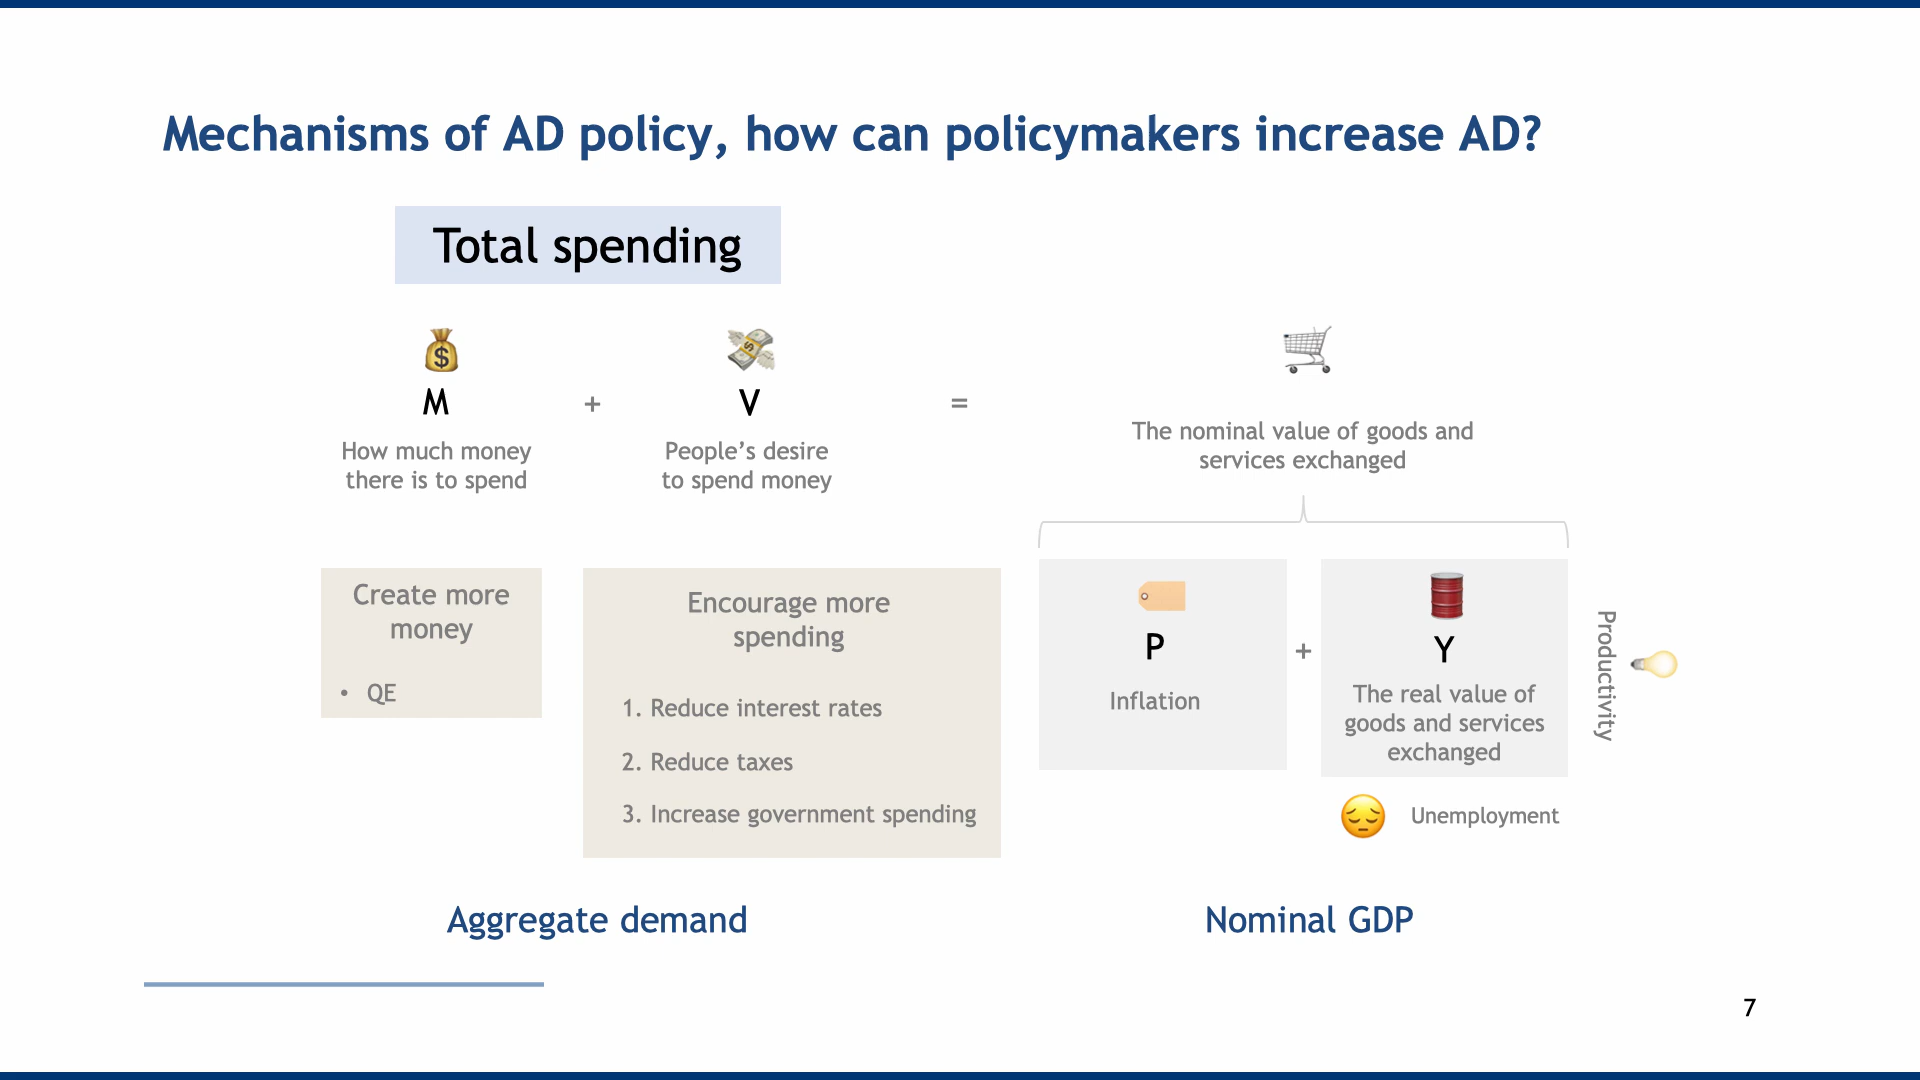 Mechanisms of AD policy, how can policymakers increase AD?
Total spending
M
+
V
=
How much money
there is to spend
People’s desire
to spend money
The nominal value of goods and
services exchanged
Create more
money
• QE
Encourage more
spending
1. Reduce interest rates
2. Reduce taxes
3. Increase government spending
P
Inflation
+
Y
The real value of
goods and services
exchanged
Productivity
Unemployment
Aggregate demand
Nominal GDP
7